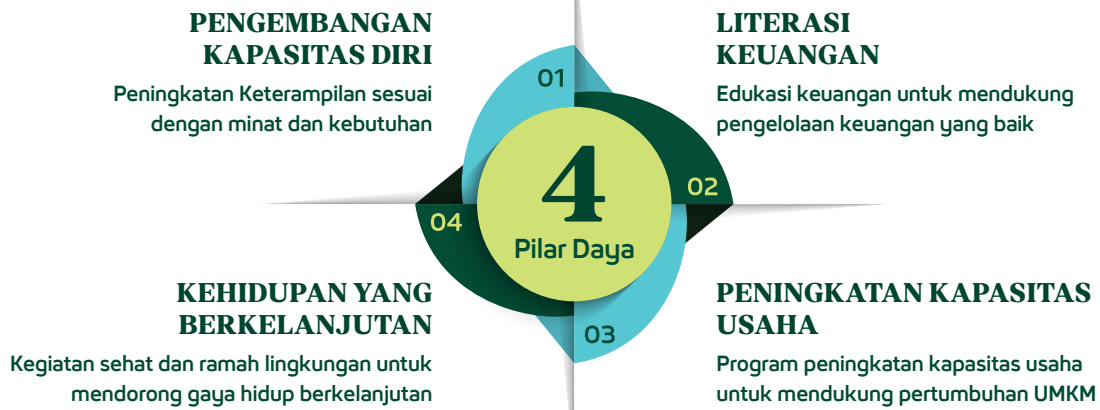 PENGEMBANGAN
KAPASITAS DIRI
Peningkatan Keterampilan sesuai
dengan minat dan kebutuhan
01
LITERASI
KEUANGAN
Edukasi keuangan untuk mendukung
pengelolaan keuangan yang baik
02
4
Pilar Daya
04
KEHIDUPAN YANG
BERKELANJUTAN
Kegiatan sehat dan ramah lingkungan untuk
mendorong gaya hidup berkelanjutan
03
PENINGKATAN KAPASITAS
USAHA
Program peningkatan kapasitas usaha
untuk mendukung pertumbuhan UMKM